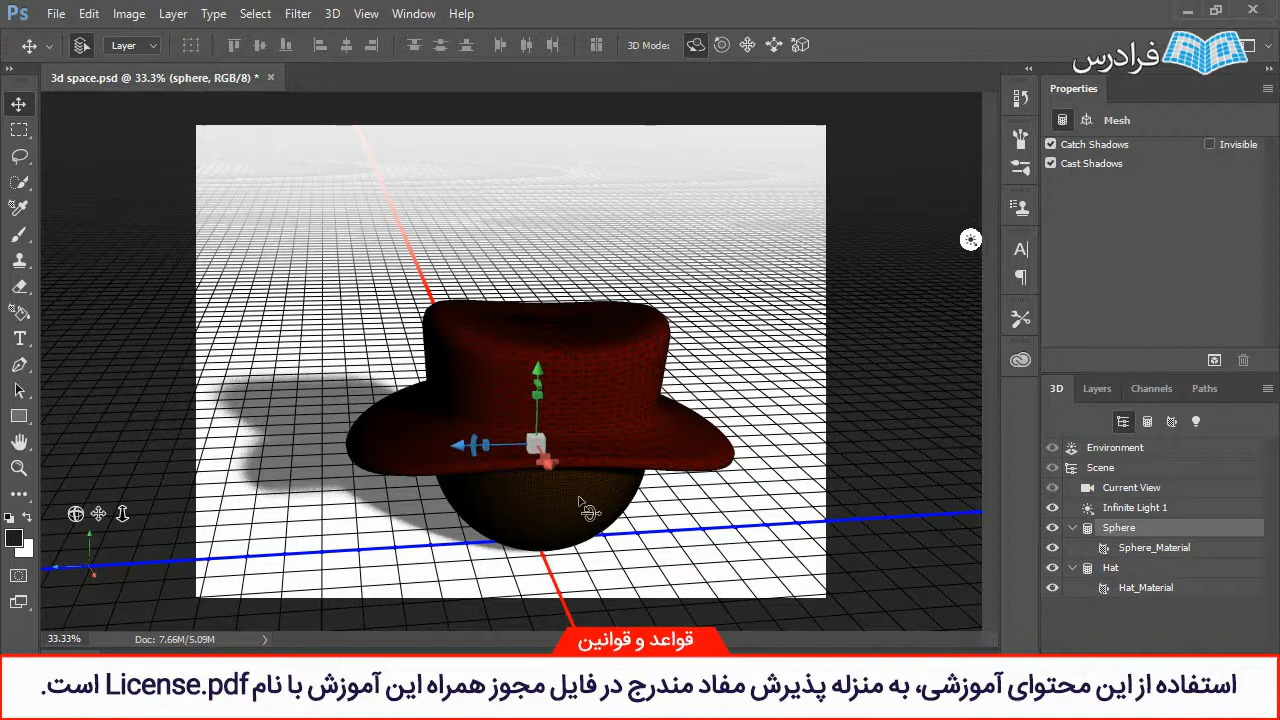 Ps File Edit Image Layer Type Select Filter 3D View Window Help
Layer 3D Mode:
فرادرس
3d space.psd @ 33.3% (sphere, RGB/8) *
Properties
Mesh
Catch Shadows Invisible
Cast Shadows
3D Layers Channels Paths
Environment
Scene
Current View
Infinite Light 1
Sphere
Sphere_Material
Hat
Hat_Material
33.33% Doc: 7.66M/5.09M
قواعد و قوانین
استفاده از این محتوای آموزشی، به منزله پذیرش مفاد مندرج در فایل مجوز همراه این آموزش با نام License.pdf است.